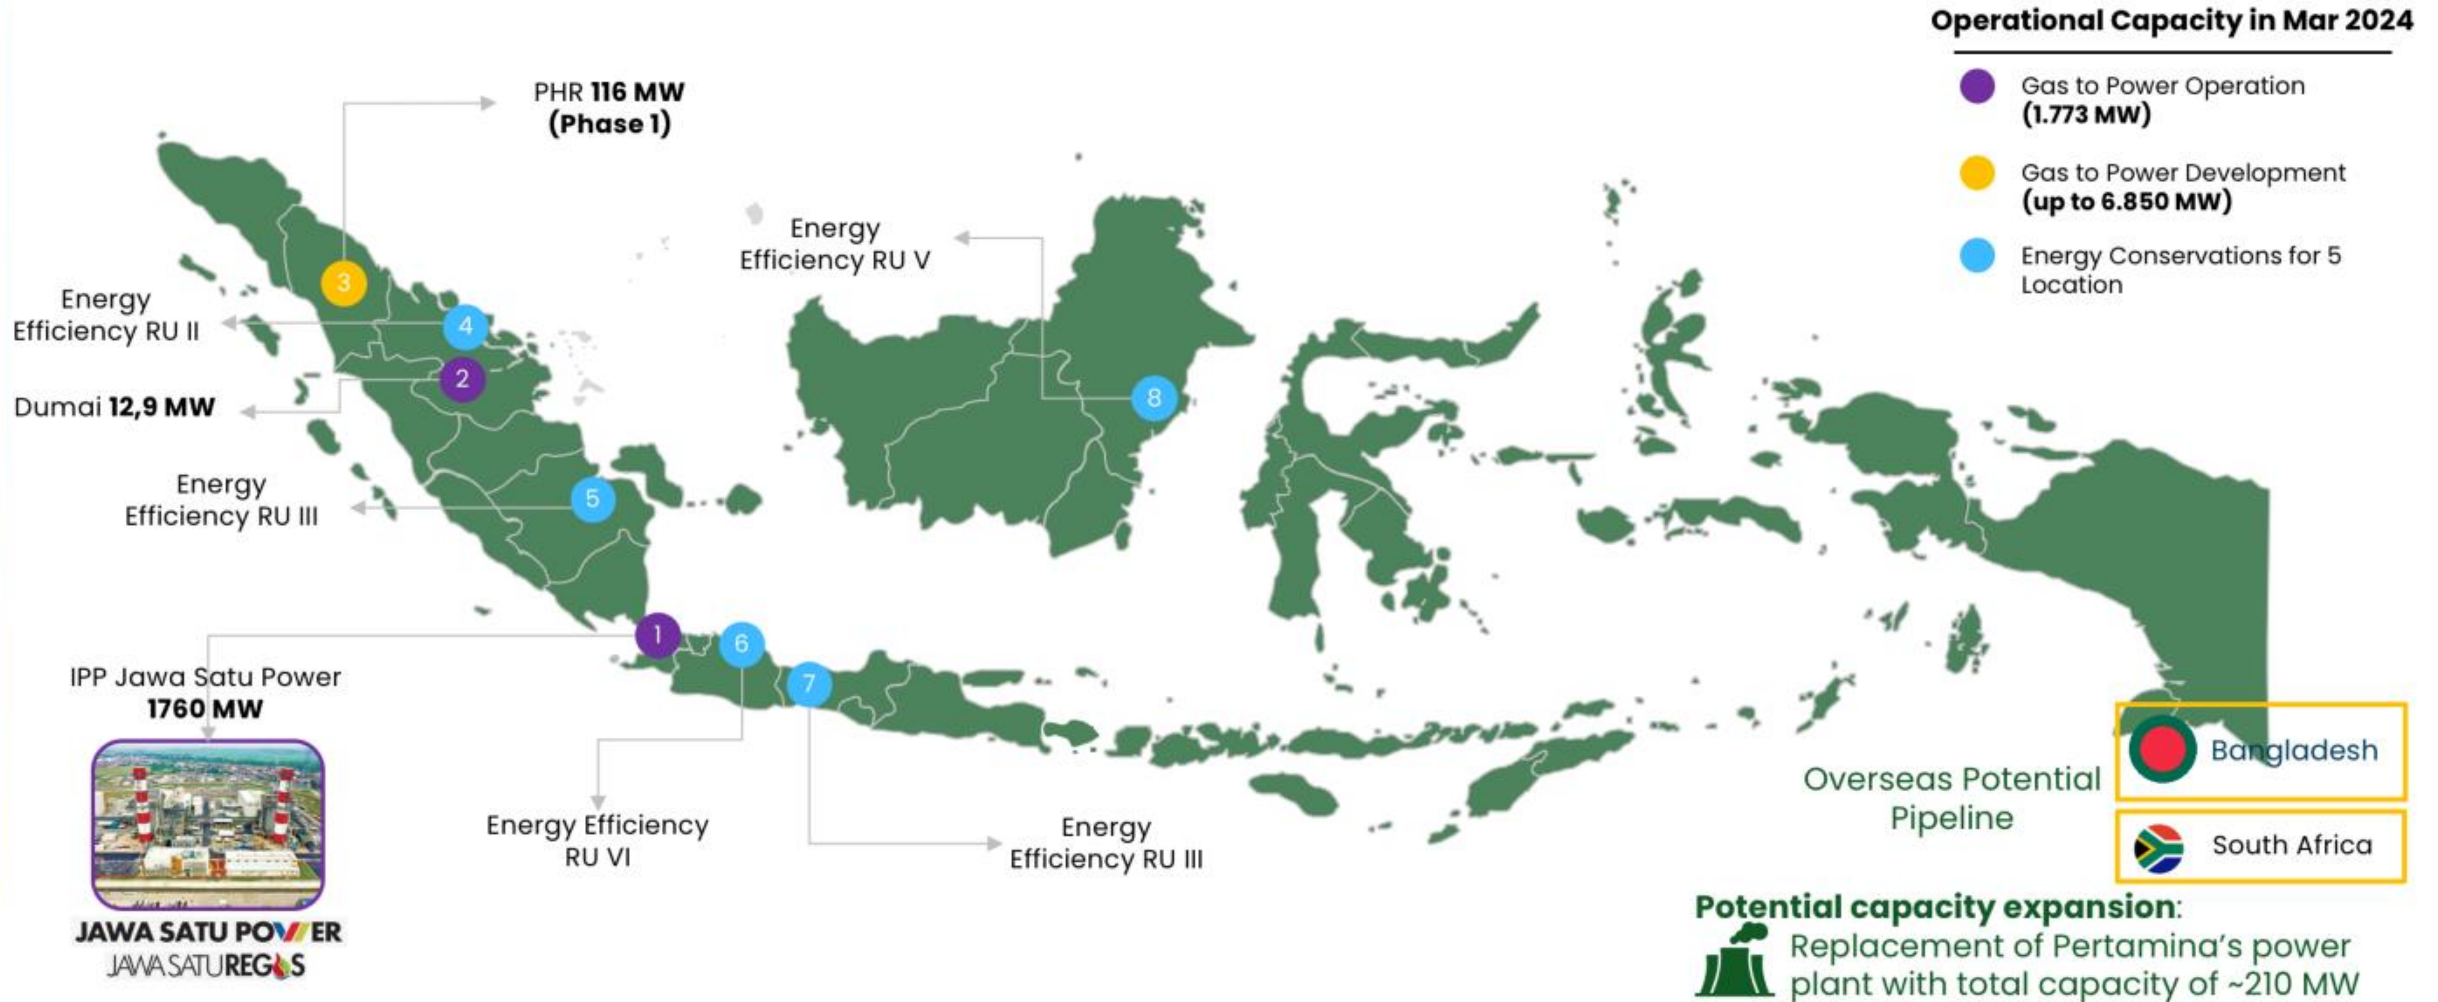 Operational Capacity in Mar 2024
Gas to Power Operation
(1.773 MW)
Gas to Power Development
(up to 6.850 MW)
Energy Conservations for 5
Location
PHR 116 MW
(Phase 1)
Energy
Efficiency RU V
3
Energy
Efficiency RU II
4
2
Dumai 12,9 MW
8
Energy
Efficiency RU III
5
1
6
7
IPP Jawa Satu Power
1760 MW
Energy Efficiency
RU VI
Energy
Efficiency RU III
JAWA SATU POWER
JAWA SATU REGAS
Overseas Potential
Pipeline
Bangladesh
South Africa
Potential capacity expansion:
Replacement of Pertamina's power
plant with total capacity of ~210 MW